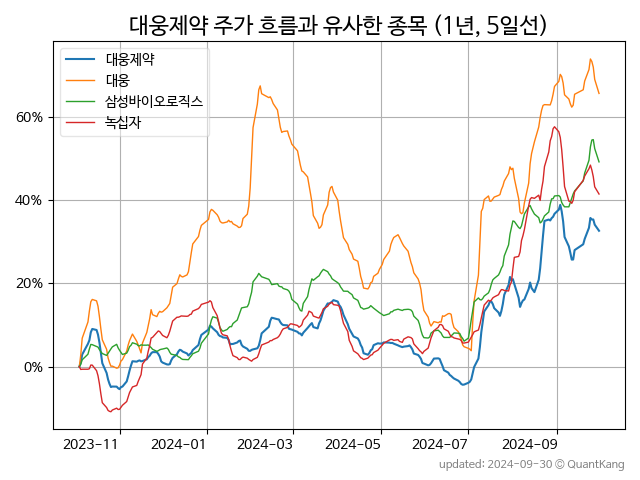 대웅제약 주가 흐름과 유사한 종목 (1년, 5일선)
대웅제약
대웅
삼성바이오로직스
녹십자
60%
40%
20%
0%
2023-11 2024-01 2024-03 2024-05 2024-07 2024-09
updated: 2024-09-30 © QuantKang